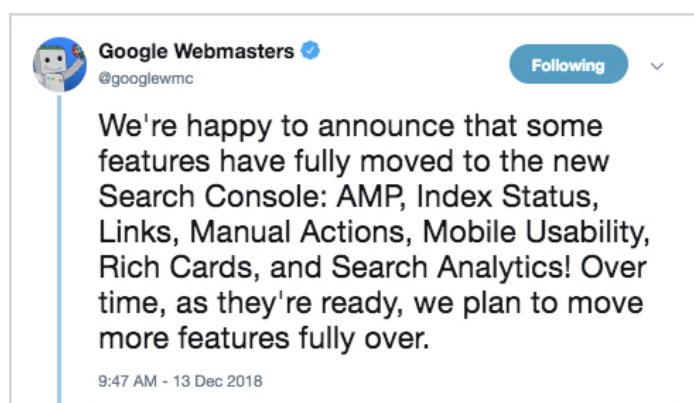 Google Webmasters
@googlewmc
Following
We're happy to announce that some
features have fully moved to the new
Search Console: AMP, Index Status,
Links, Manual Actions, Mobile Usability,
Rich Cards, and Search Analytics! Over
time, as they're ready, we plan to move
more features fully over.
9:47 AM - 13 Dec 2018